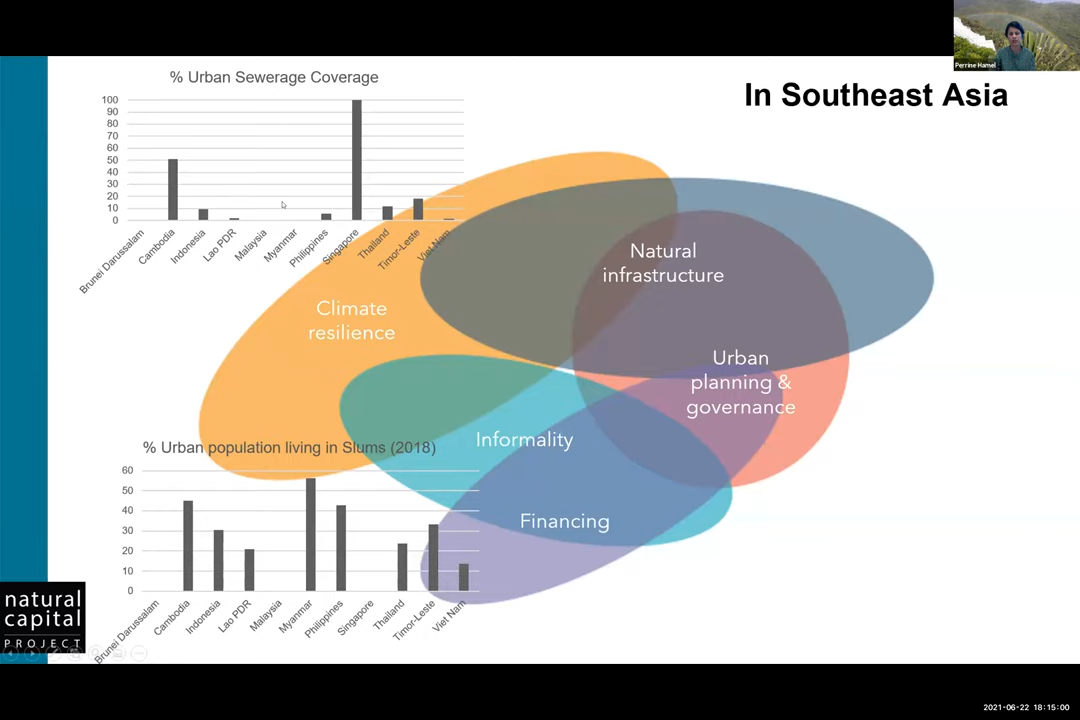 Perrine Hamel
In Southeast Asia
% Urban Sewerage Coverage
100
90
80
70
60
50
40
30
20
10
0
Brunei Darussalam
Cambodia
Indonesia
Lao PDR
Malaysia
Myanmar
Philippines
Singapore
Thailand
Timor-Leste
Viet Nam
Natural
infrastructure
Climate
resilience
Urban
planning &
governance
Informality
Financing
% Urban population living in Slums (2018)
60
50
40
30
20
10
0
Brunei Darussalam
Cambodia
Indonesia
Lao PDR
Malaysia
Myanmar
Philippines
Singapore
Thailand
Timor-Leste
Viet Nam
natural
capital
PROJECT
2021-06-22 18:15:00